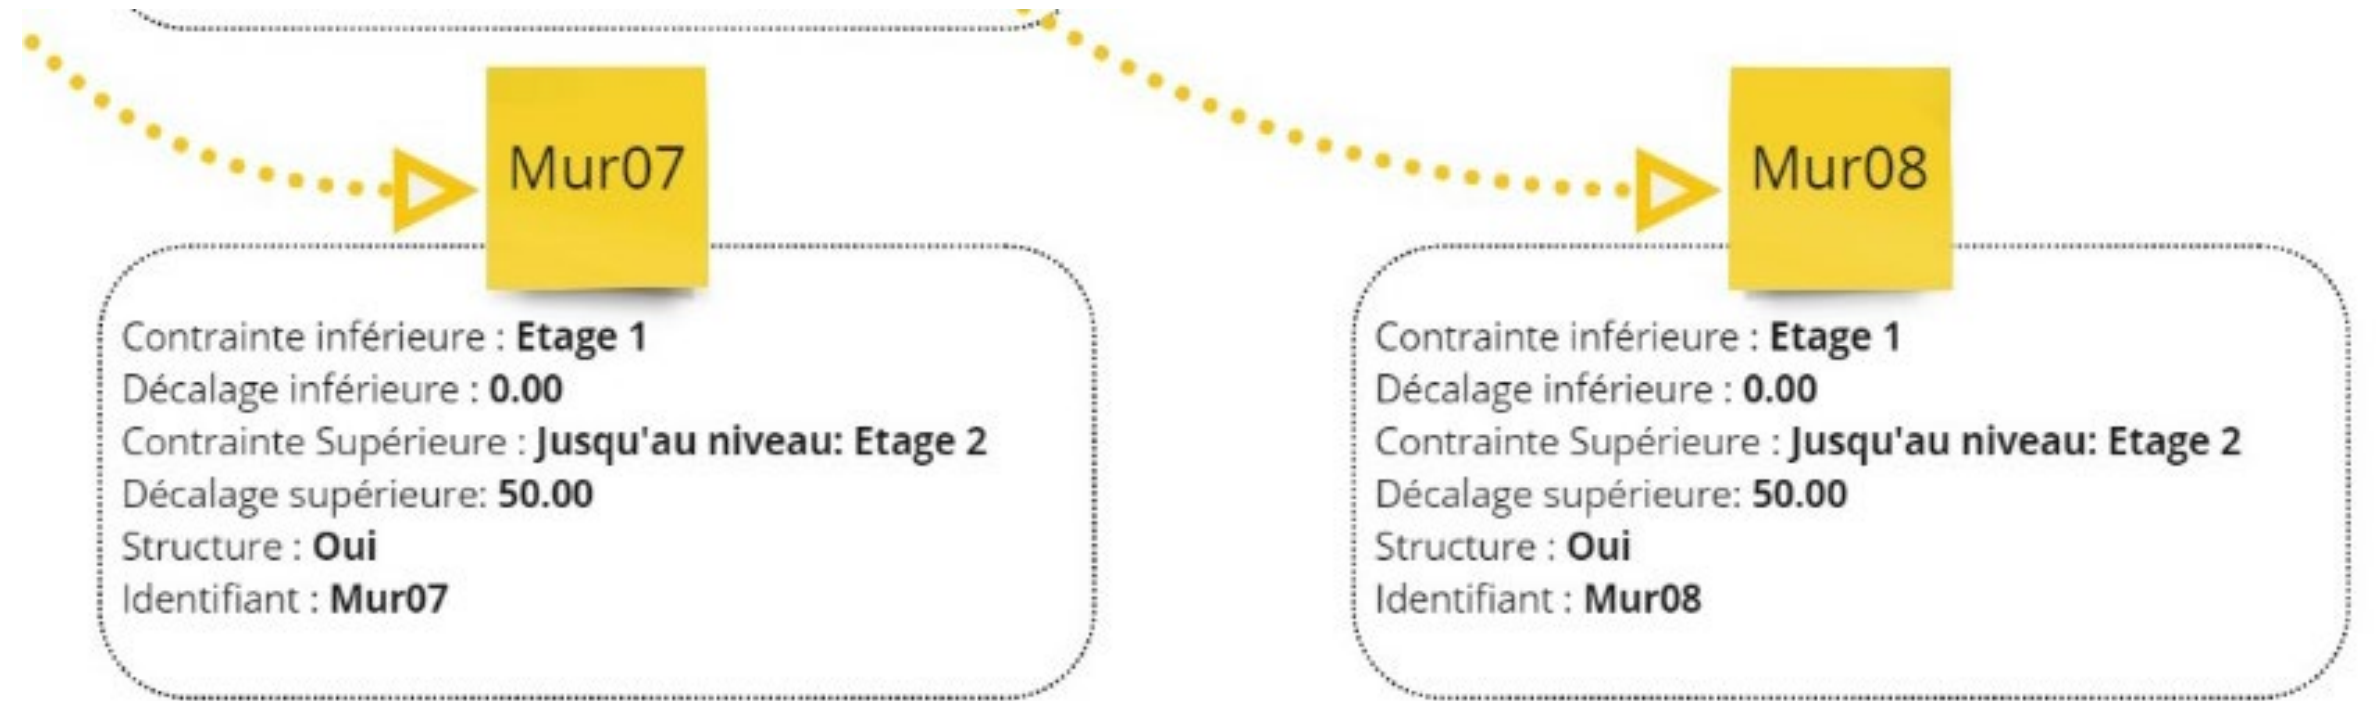 Mur07
Contrainte inférieure : Etage 1
Décalage inférieure : 0.00
Contrainte Supérieure : Jusqu'au niveau: Etage 2
Décalage supérieure: 50.00
Structure : Oui
Identifiant : Mur07
Mur08
Contrainte inférieure : Etage 1
Décalage inférieure : 0.00
Contrainte Supérieure : Jusqu'au niveau: Etage 2
Décalage supérieure: 50.00
Structure : Oui
Identifiant : Mur08